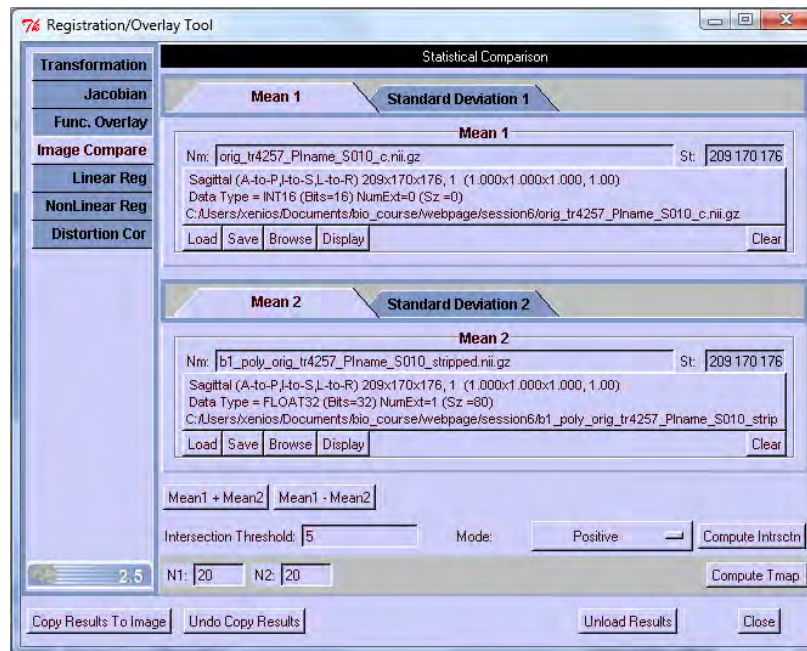 7% Registration/Overlay Tool
Statistical Comparison
Transformation
Jacobian
Func. Overlay
Image Compare
Linear Reg
NonLinear Reg
Distortion Cor
2.5
Mean 1
Standard Deviation 1
Mean 1
Nm: orig_tr4257_PIname_S010_c.nii.gz St: 209 170 176
Sagittal (A-to-P,I-to-S,L-to-R) 209x170x176, 1 (1.000x1.000x1.000, 1.00)
Data Type = INT16 (Bits=16) NumExt=0 (Sz =0)
C:/Users/xenios/Documents/bio_course/webpage/session6/orig_tr4257_PIname_S010_c.nii.gz
Load Save Browse Display Clear
Mean 2
Standard Deviation 2
Mean 2
Nm: b1_poly_orig_tr4257_PIname_S010_stripped.nii.gz St: 209 170 176
Sagittal (A-to-P,I-to-S,L-to-R) 209x170x176, 1 (1.000x1.000x1.000, 1.00)
Data Type = FLOAT32 (Bits=32) NumExt=1 (Sz =80)
C:/Users/xenios/Documents/bio_course/webpage/session6/b1_poly_orig_tr4257_PIname_S010_strip
Load Save Browse Display Clear
Mean1 + Mean2 Mean1 - Mean2
Intersection Threshold: 5 Mode: Positive Compute Intrsctn
N1: 20 N2: 20 Compute Tmap
Copy Results To Image Undo Copy Results Unload Results Close